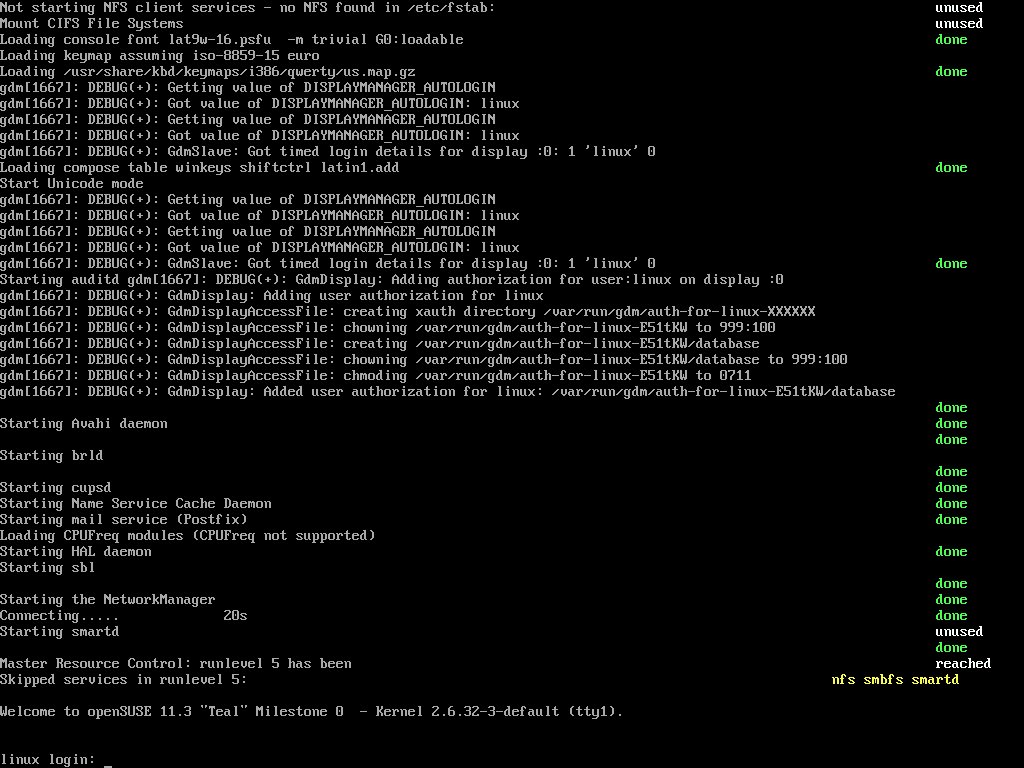 Not starting NFS client services - no NFS found in /etc/fstab: unused
Mount CIFS File Systems unused
Loading console font lat9w-16.psfu  -m trivial G0:loadable done
Loading keymap assuming iso-8859-15 euro
Loading /usr/share/kbd/keymaps/i386/qwerty/us.map.gz done
gdm[1667]: DEBUG(+): Getting value of DISPLAYMANAGER_AUTOLOGIN
gdm[1667]: DEBUG(+): Got value of DISPLAYMANAGER_AUTOLOGIN: linux
gdm[1667]: DEBUG(+): Getting value of DISPLAYMANAGER_AUTOLOGIN
gdm[1667]: DEBUG(+): Got value of DISPLAYMANAGER_AUTOLOGIN: linux
gdm[1667]: DEBUG(+): GdmSlave: Got timed login details for display :0: 1 'linux' 0
Loading compose table winkeys shiftctrl latin1.add done
Start Unicode mode
gdm[1667]: DEBUG(+): Getting value of DISPLAYMANAGER_AUTOLOGIN
gdm[1667]: DEBUG(+): Got value of DISPLAYMANAGER_AUTOLOGIN: linux
gdm[1667]: DEBUG(+): Getting value of DISPLAYMANAGER_AUTOLOGIN
gdm[1667]: DEBUG(+): Got value of DISPLAYMANAGER_AUTOLOGIN: linux
gdm[1667]: DEBUG(+): GdmSlave: Got timed login details for display :0: 1 'linux' 0 done
Starting auditd gdm[1667]: DEBUG(+): GdmDisplay: Adding authorization for user:linux on display :0
gdm[1667]: DEBUG(+): GdmDisplay: Adding user authorization for linux
gdm[1667]: DEBUG(+): GdmDisplayAccessFile: creating xauth directory /var/run/gdm/auth-for-linux-XXXXXX
gdm[1667]: DEBUG(+): GdmDisplayAccessFile: chowning /var/run/gdm/auth-for-linux-E51tKW to 999:100
gdm[1667]: DEBUG(+): GdmDisplayAccessFile: creating /var/run/gdm/auth-for-linux-E51tKW/database
gdm[1667]: DEBUG(+): GdmDisplayAccessFile: chowning /var/run/gdm/auth-for-linux-E51tKW/database to 999:100
gdm[1667]: DEBUG(+): GdmDisplayAccessFile: chmoding /var/run/gdm/auth-for-linux-E51tKW to 0711
gdm[1667]: DEBUG(+): GdmDisplay: Added user authorization for linux: /var/run/gdm/auth-for-linux-E51tKW/database
done
Starting Avahi daemon done
done
Starting brld
done
Starting cupsd done
Starting Name Service Cache Daemon done
Starting mail service (Postfix) done
Loading CPUFreq modules (CPUFreq not supported)
Starting HAL daemon done
Starting sbl
done
Starting the NetworkManager done
Connecting..... 20s done
Starting smartd unused
done
Master Resource Control: runlevel 5 has been reached
Skipped services in runlevel 5: nfs smbfs smartd
Welcome to openSUSE 11.3 "Teal" Milestone 0  - Kernel 2.6.32-3-default (tty1).
linux login: _